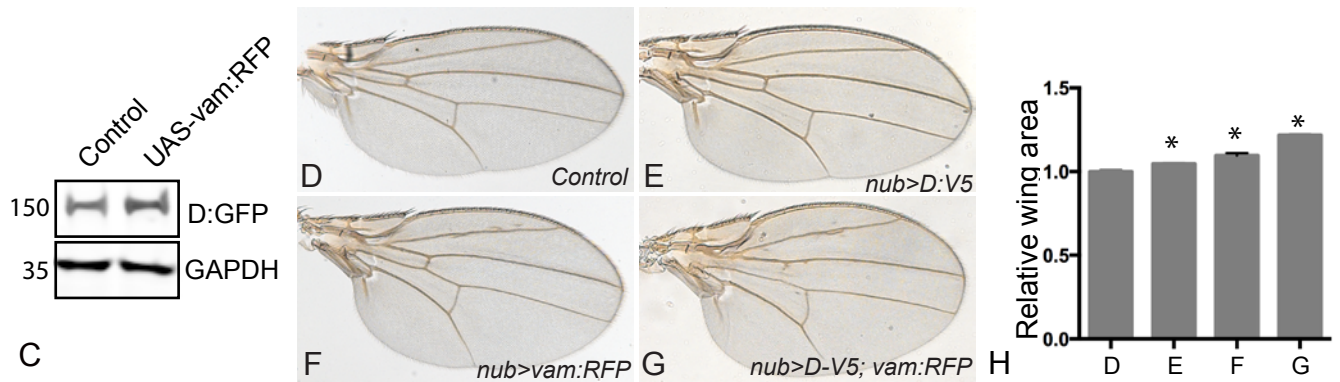 Control
UAS-vam:RFP
150
D:GFP
35
GAPDH
C
D
Control
E
nub>D:V5
F
nub>vam:RFP
G
nub>D-V5; vam:RFP
Relative wing area
1.5
1.0
0.5
0.0
*
*
*
D
E
F
G
H